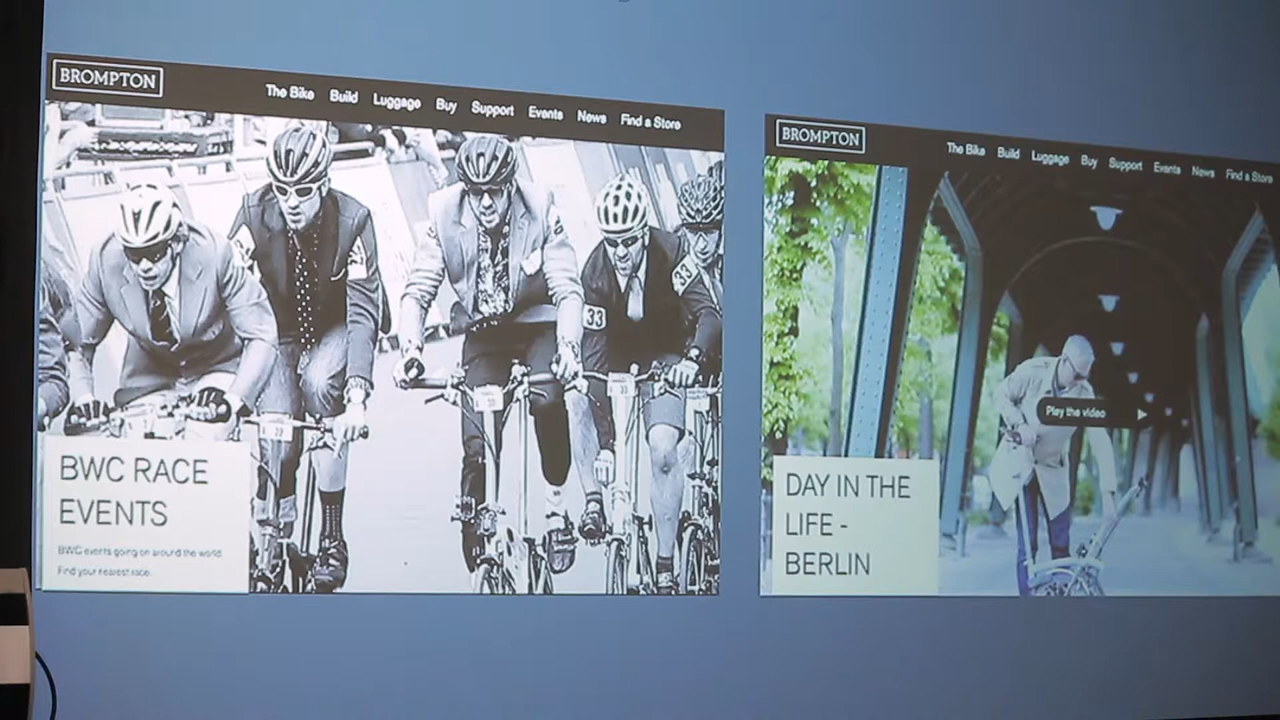 BROMPTON
The Bike Build Luggage Buy Support Events News Find a Store
33
33
BWC RACE
EVENTS
BWC events going on around the world.
Find your nearest race.
BROMPTON
The Bike Build Luggage Buy Support Events News Find a Store
Play the video
DAY IN THE
LIFE -
BERLIN